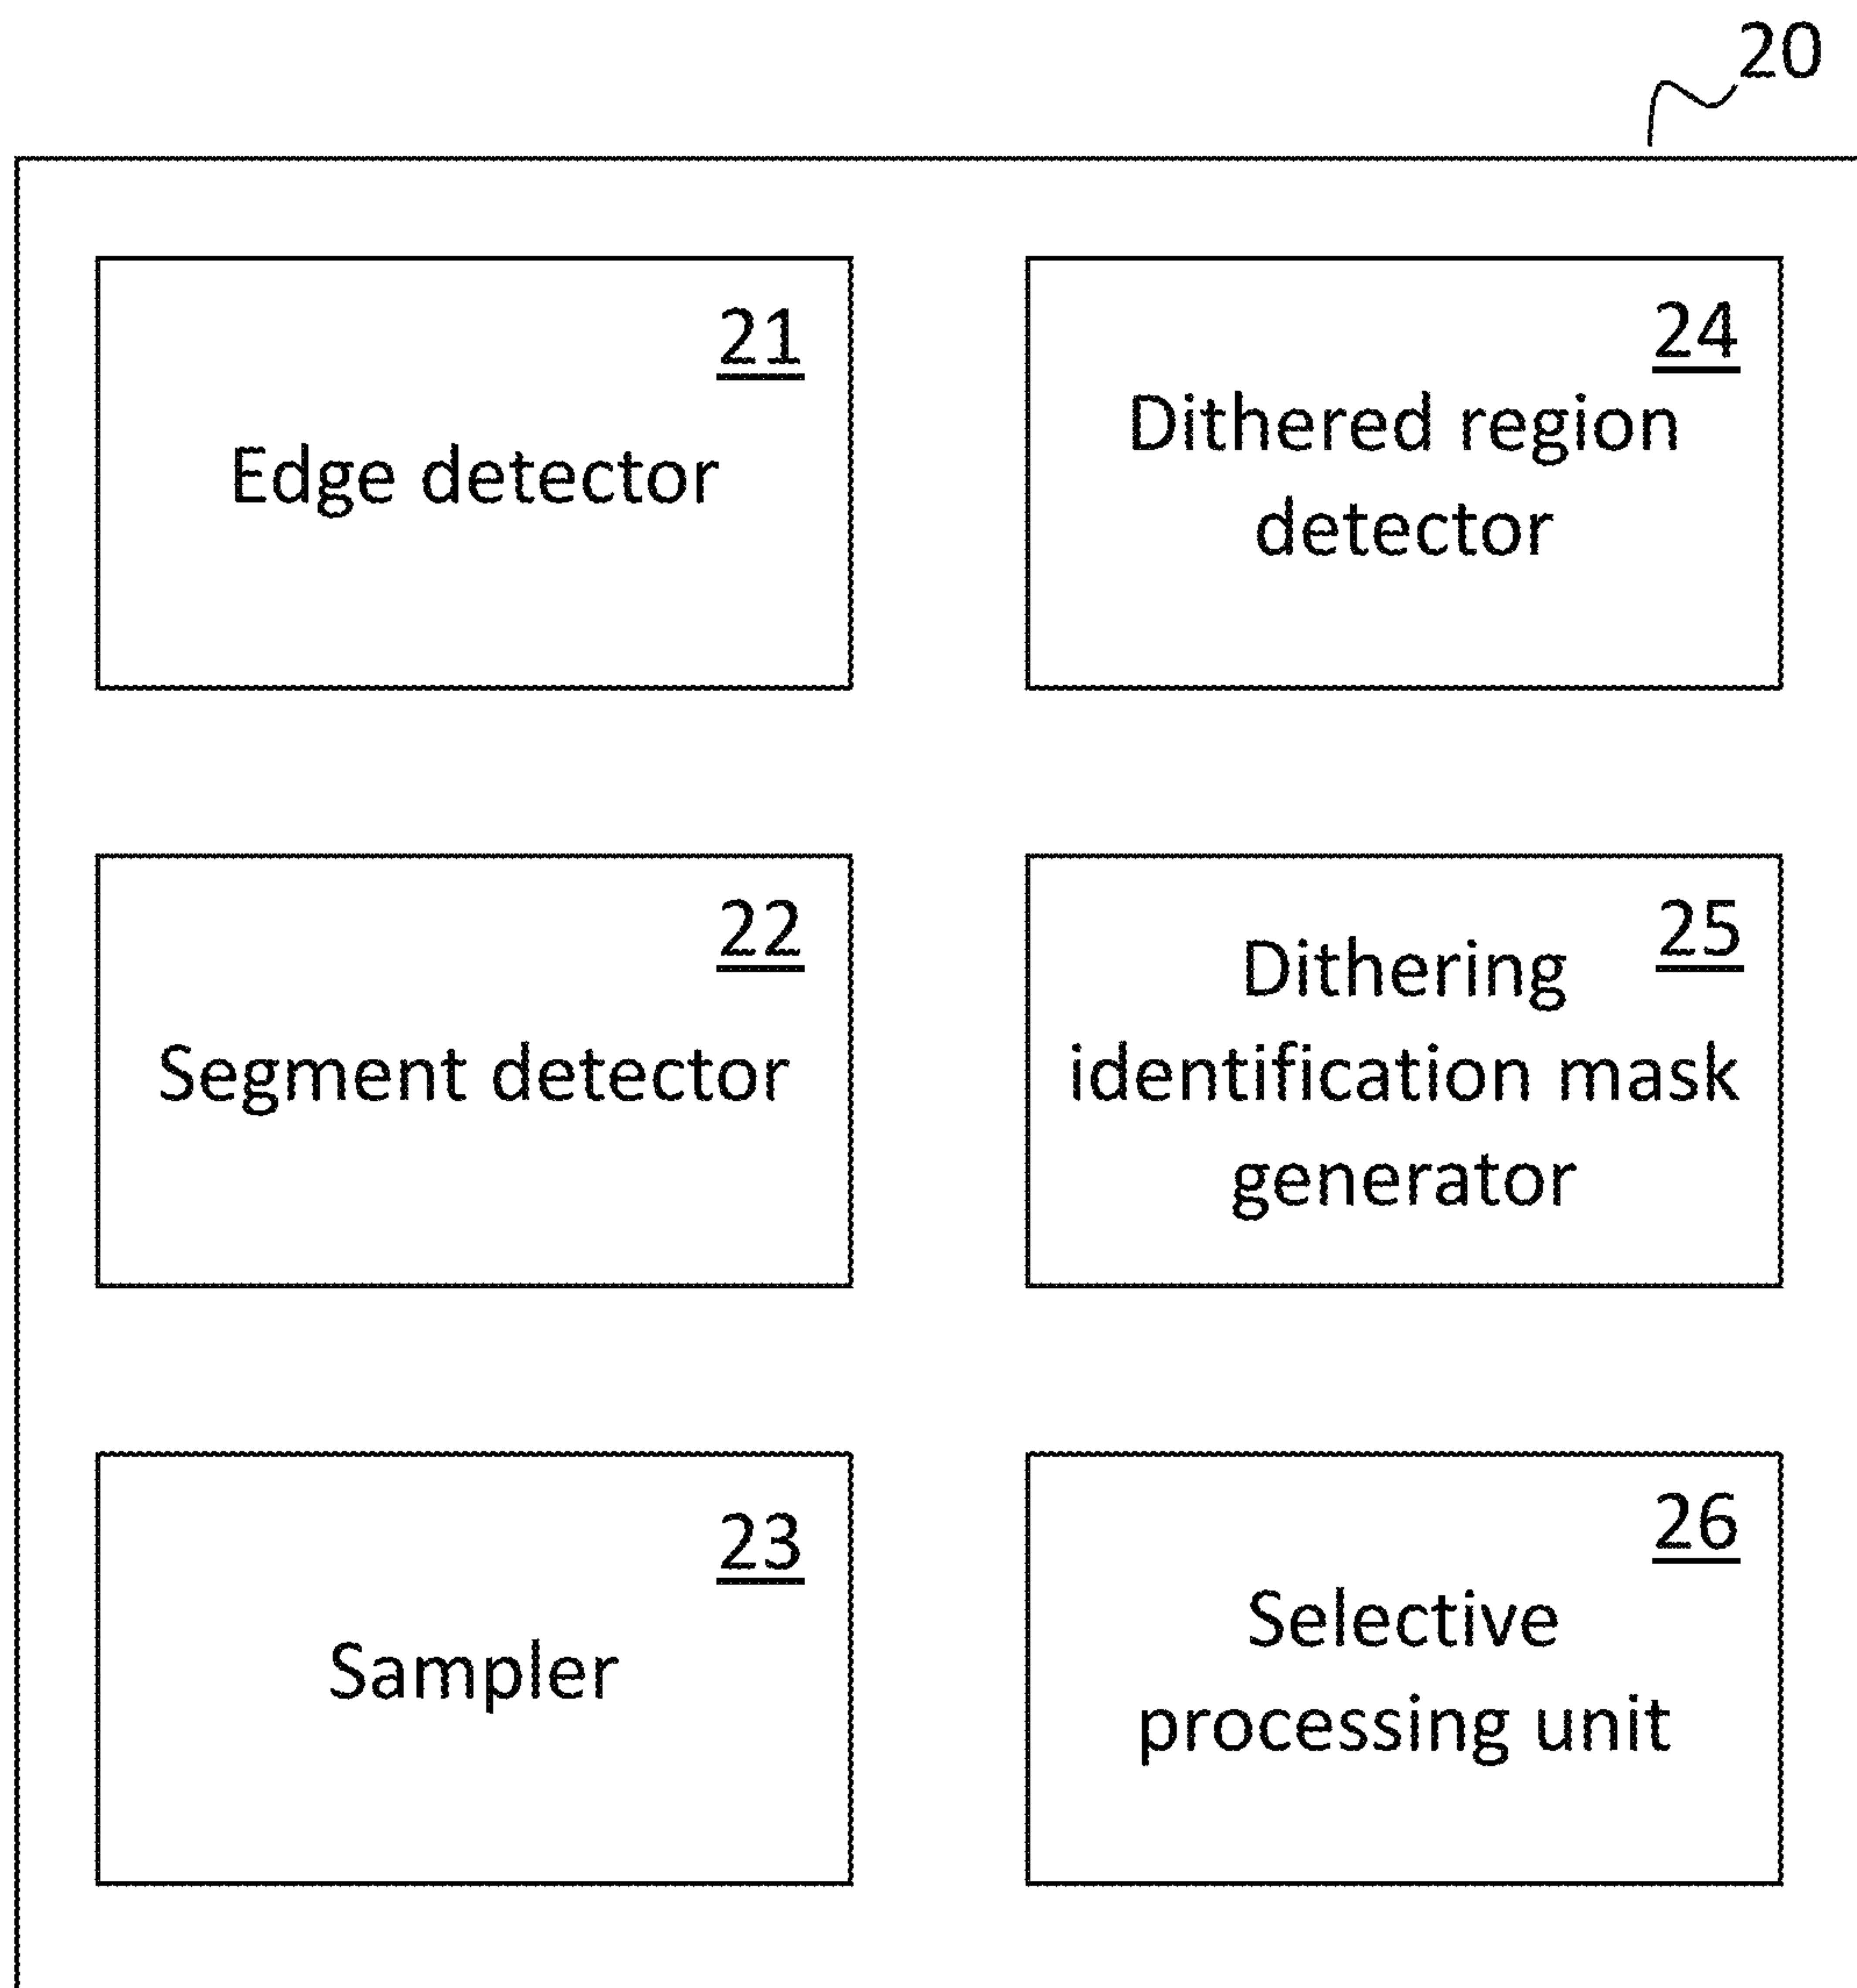 20
21
Edge detector
24
Dithered region
detector
22
Segment detector
25
Dithering
identification mask
generator
23
Sampler
26
Selective
processing unit